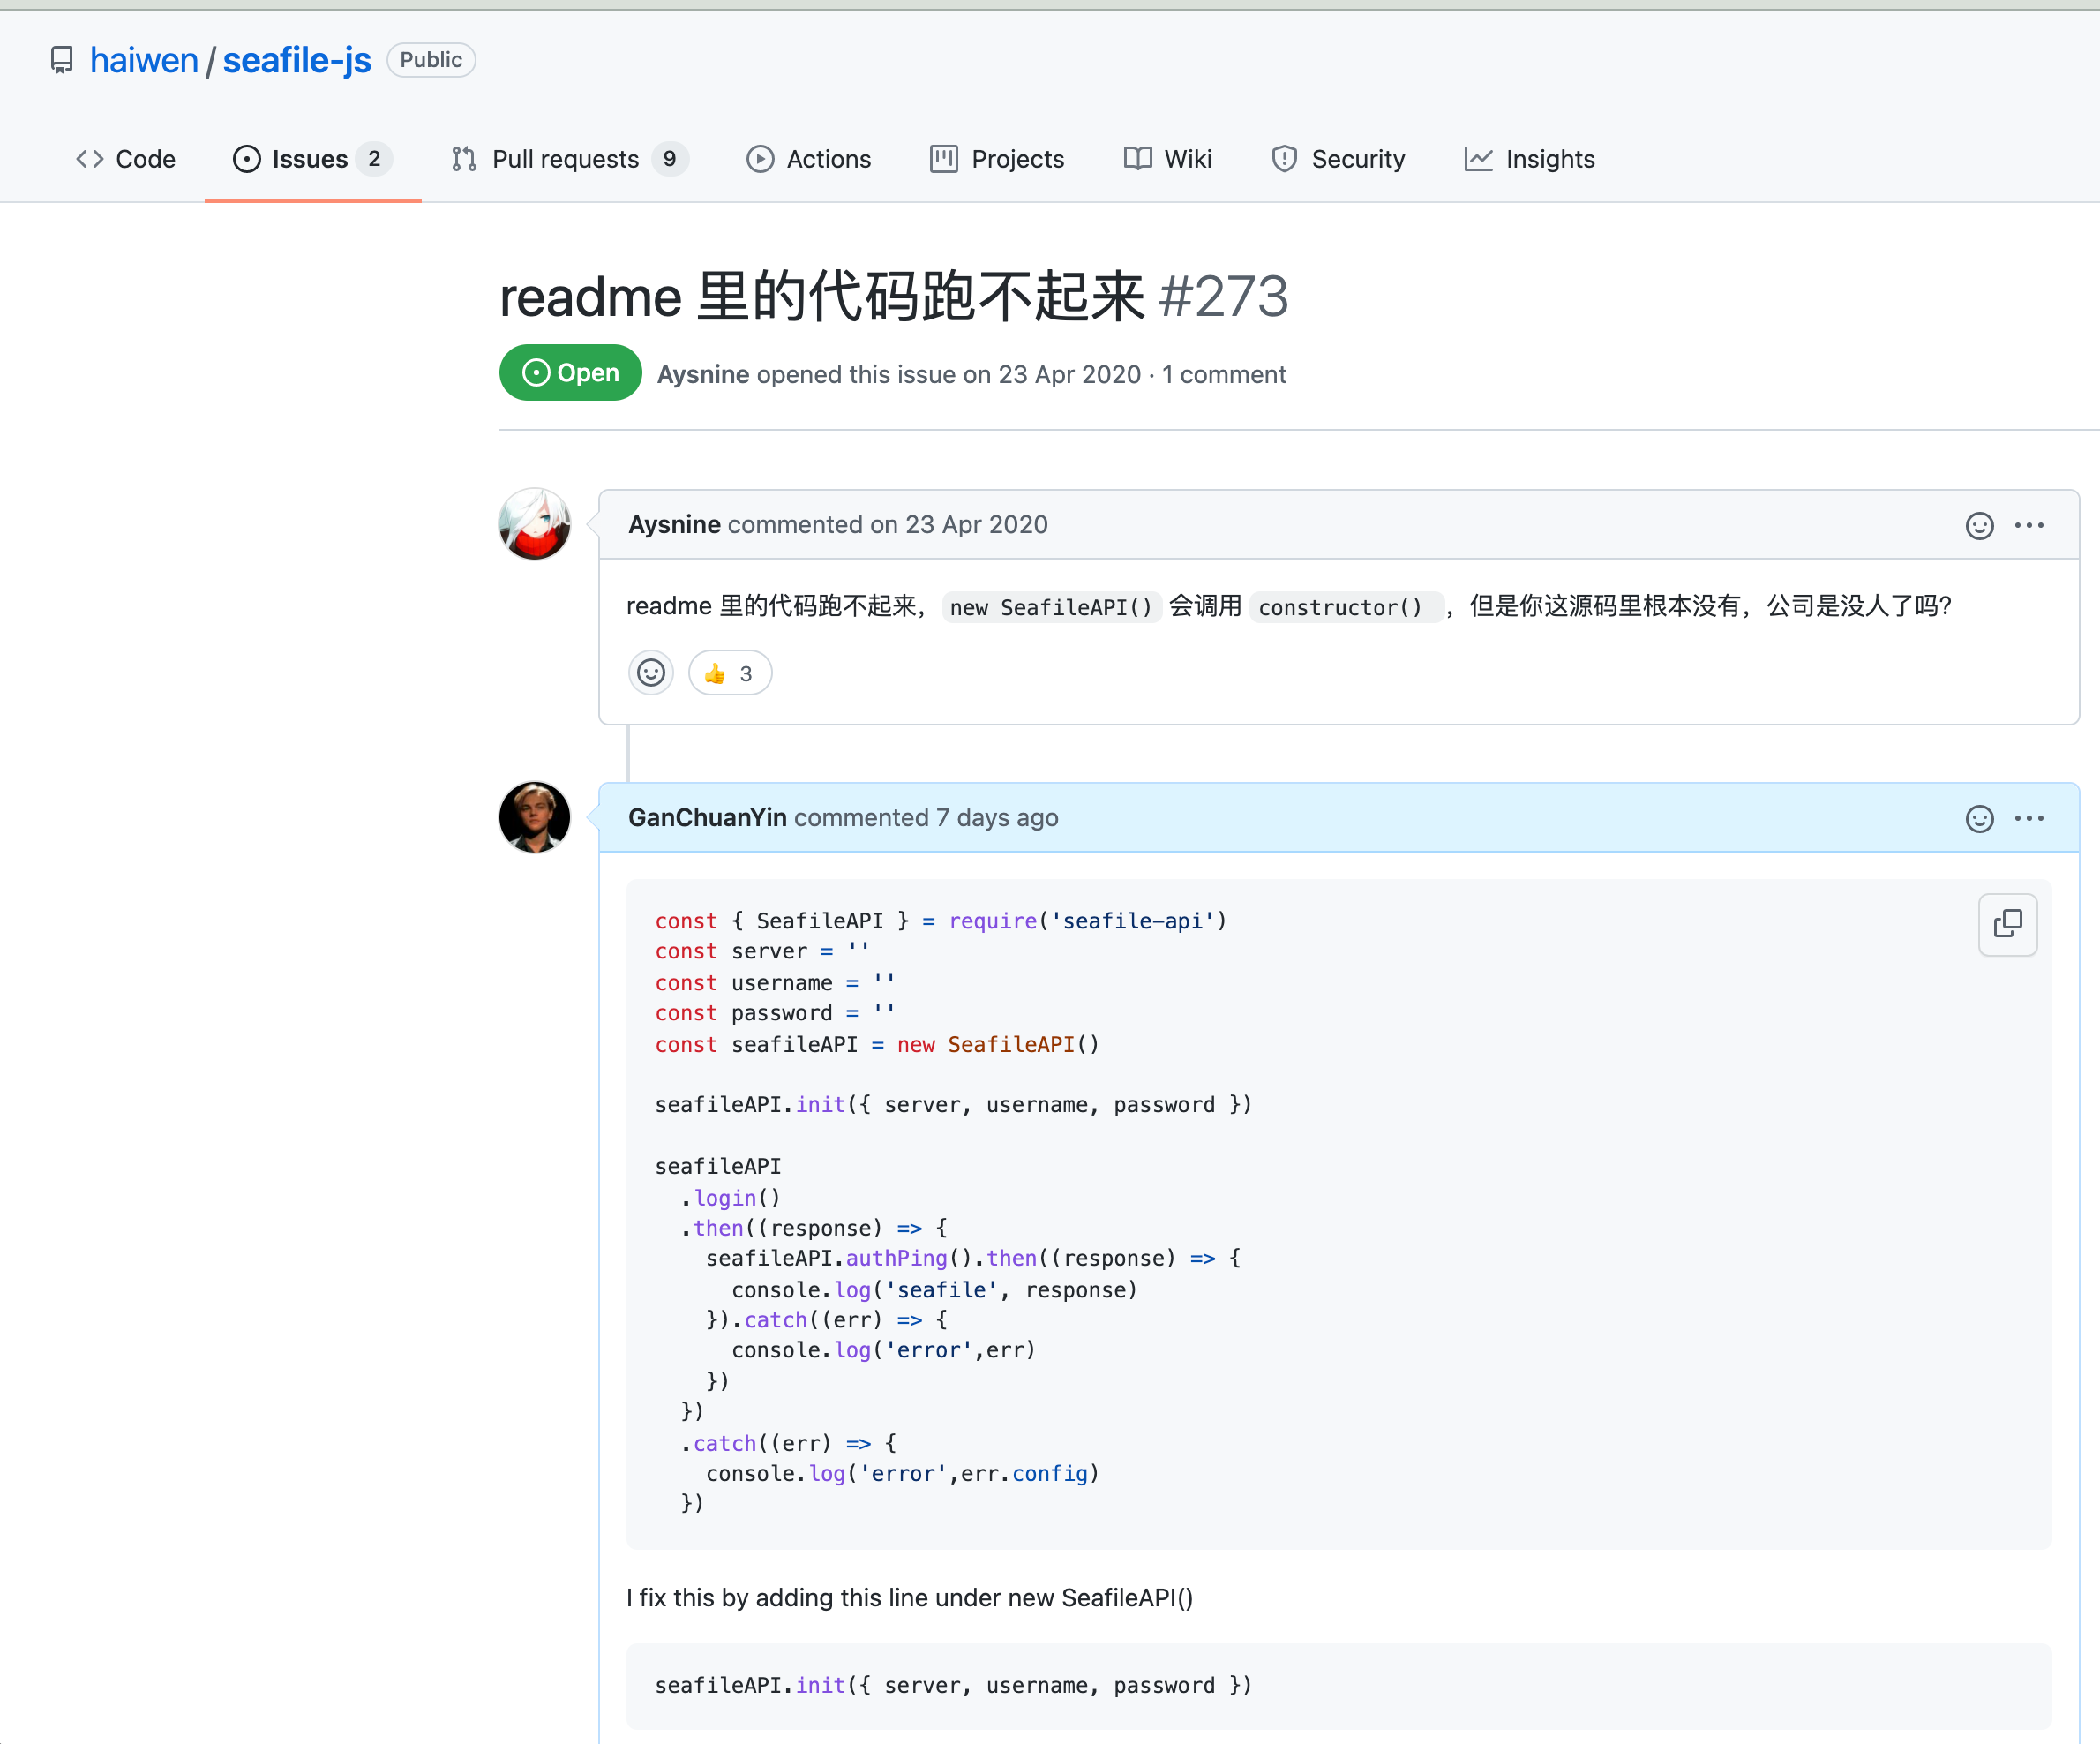 haiwen / seafile-js Public
Code Issues 2 Pull requests 9 Actions Projects Wiki Security Insights
readme 里的代码跑不起来 #273
Open Aysnine opened this issue on 23 Apr 2020 · 1 comment
Aysnine commented on 23 Apr 2020
readme 里的代码跑不起来， new SeafileAPI() 会调用 constructor() ，但是你这源码里根本没有，公司是没人了吗?
👍 3
GanChuanYin commented 7 days ago
const { SeafileAPI } = require('seafile-api')
const server = ''
const username = ''
const password = ''
const seafileAPI = new SeafileAPI()
seafileAPI.init({ server, username, password })
seafileAPI
  .login()
  .then((response) => {
    seafileAPI.authPing().then((response) => {
      console.log('seafile', response)
    }).catch((err) => {
      console.log('error',err)
    })
  })
  .catch((err) => {
    console.log('error',err.config)
  })
I fix this by adding this line under new SeafileAPI()
seafileAPI.init({ server, username, password })